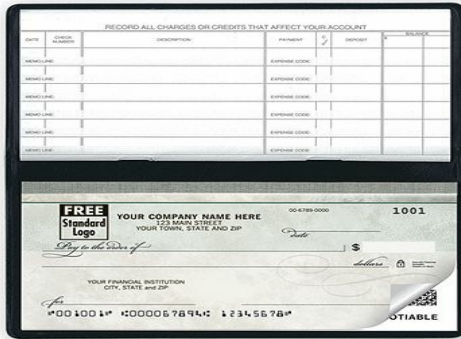 RECORD ALL CHARGES OR CREDITS THAT AFFECT YOUR ACCOUNT
DATE CHECK NUMBER DESCRIPTION PAYMENT DEPOSIT BALANCE
MEMO LINE: EXPENSE CODE:
MEMO LINE: EXPENSE CODE:
MEMO LINE: EXPENSE CODE:
MEMO LINE: EXPENSE CODE:
MEMO LINE: EXPENSE CODE:
MEMO LINE: EXPENSE CODE:
FREE
Standard
Logo
YOUR COMPANY NAME HERE
123 MAIN STREET
YOUR TOWN, STATE AND ZIP
00-6789-0000
1001
Date
Pay to the order of
$
dollars
YOUR FINANCIAL INSTITUTION
CITY, STATE and ZIP
for
⑈001001⑈ ⑆000067894⑆ 12345678⑈
OTIABLE